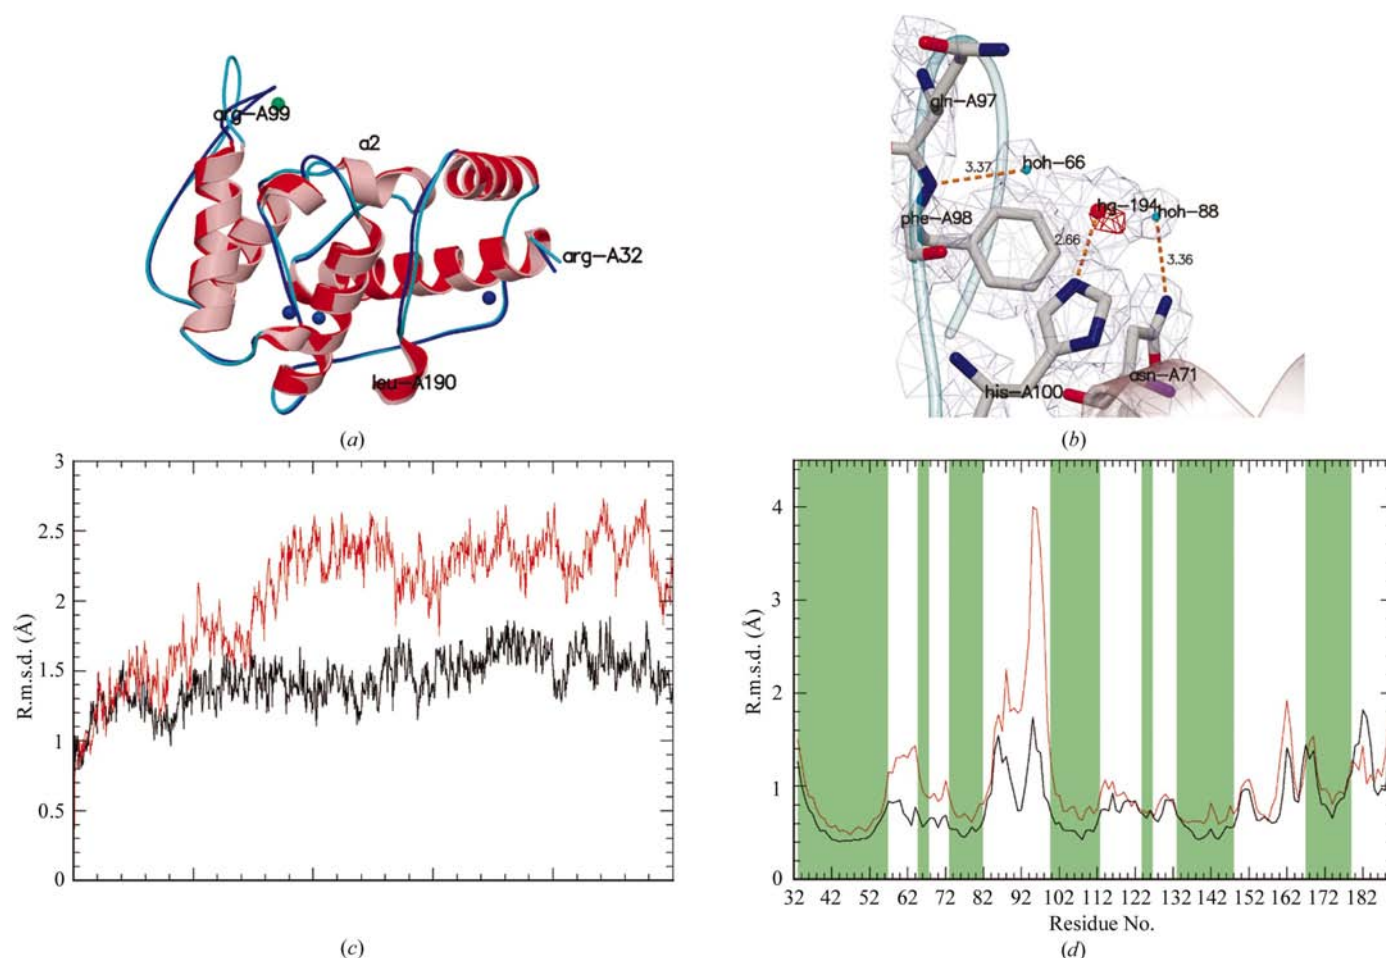 arg-A99
a2
arg-A32
leu-A190
(a)
gln-A97
hoh-66
3.37
phe-A98
hg-194
hoh-88
2.66
3.36
his-A100
asn-A71
(b)
3
2.5
2
1.5
1
0.5
0
R.m.s.d. (Å)
(c)
4
3
2
1
0
R.m.s.d. (Å)
32 42 52 62 72 82 92 102 112 122 132 142 152 162 172 182
Residue No.
(d)